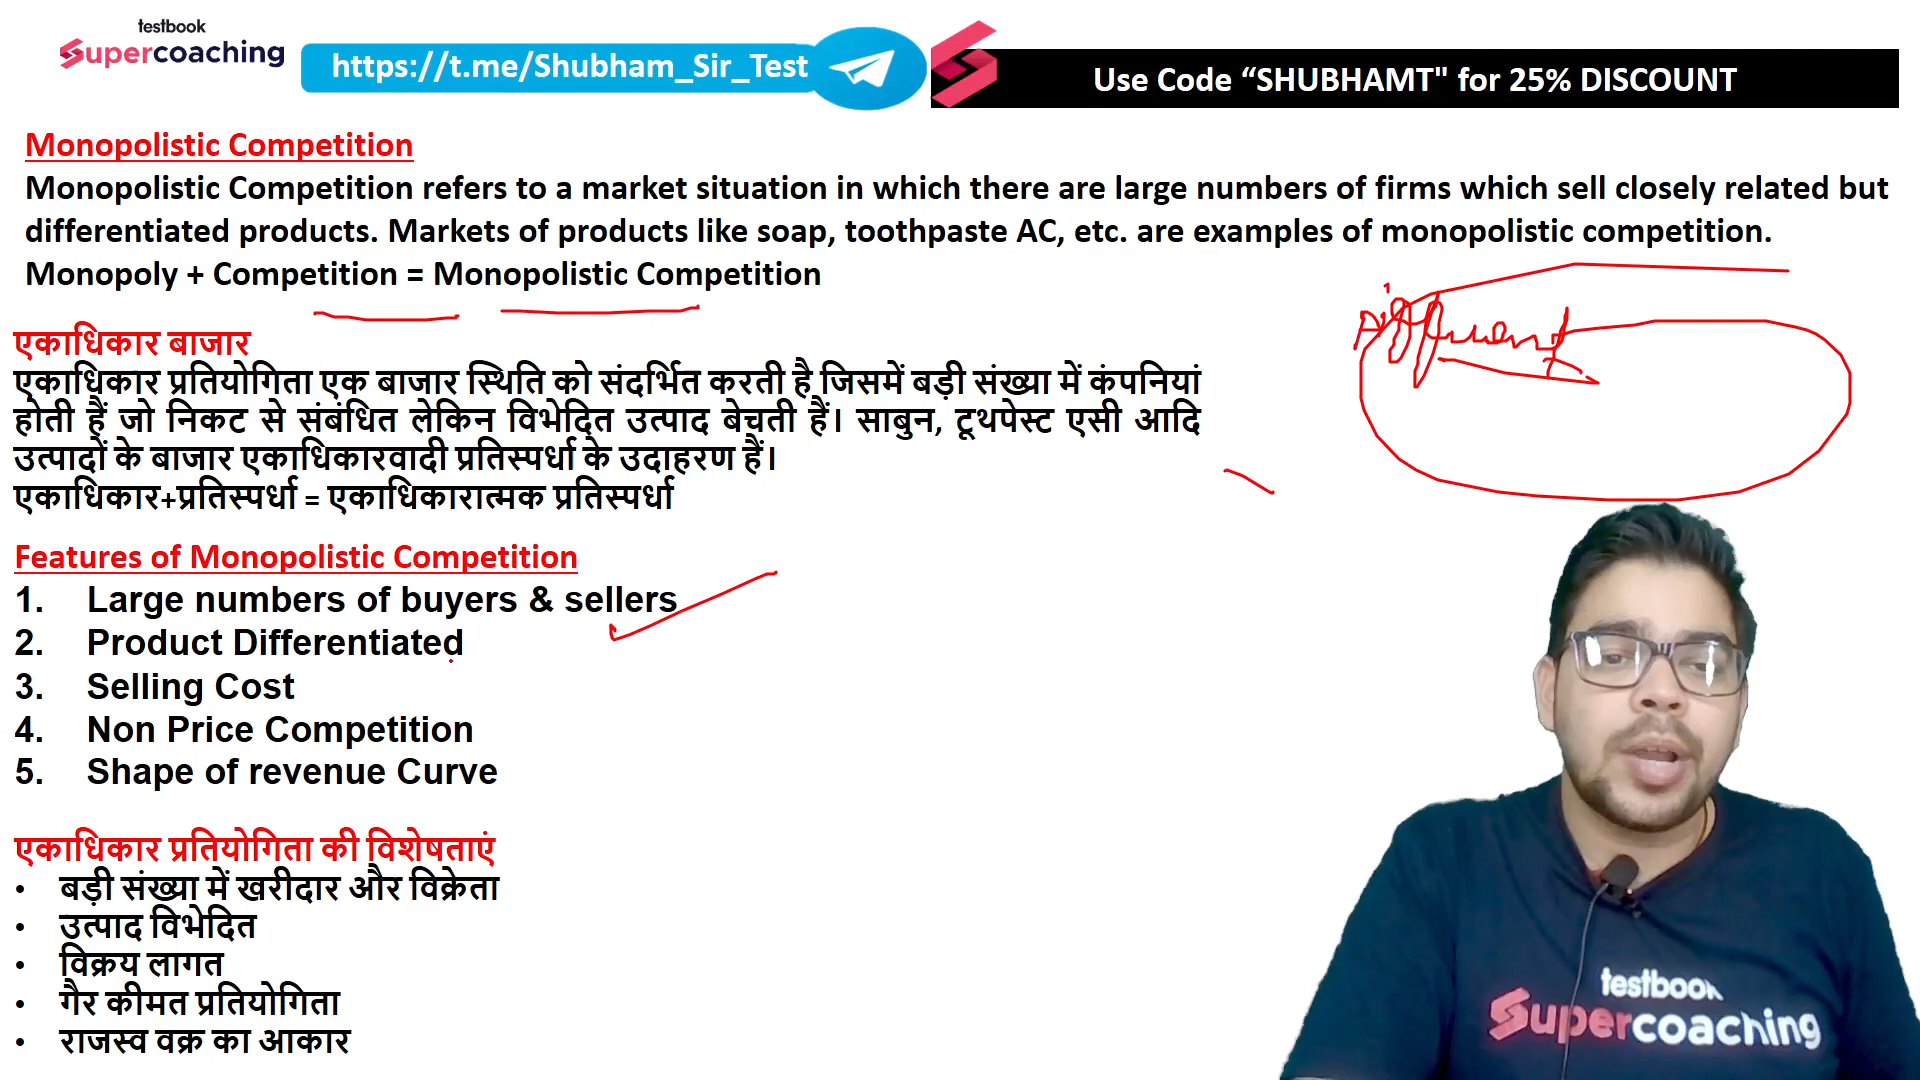 testbook
Supercoaching
https://t.me/Shubham_Sir_Test
Use Code “SHUBHAMT" for 25% DISCOUNT
Monopolistic Competition
Monopolistic Competition refers to a market situation in which there are large numbers of firms which sell closely related but
differentiated products. Markets of products like soap, toothpaste AC, etc. are examples of monopolistic competition.
Monopoly + Competition = Monopolistic Competition
एकाधिकार बाजार
एकाधिकार प्रतियोगिता एक बाजार स्थिति को संदर्भित करती है जिसमें बड़ी संख्या में कंपनियां
होती हैं जो निकट से संबंधित लेकिन विभेदित उत्पाद बेचती हैं। साबुन, टूथपेस्ट एसी आदि
उत्पादों के बाजार एकाधिकारवादी प्रतिस्पर्धा के उदाहरण हैं।
एकाधिकार+प्रतिस्पर्धा = एकाधिकारात्मक प्रतिस्पर्धा
Features of Monopolistic Competition
1. Large numbers of buyers & sellers
2. Product Differentiated
3. Selling Cost
4. Non Price Competition
5. Shape of revenue Curve
एकाधिकार प्रतियोगिता की विशेषताएं
• बड़ी संख्या में खरीदार और विक्रेता
• उत्पाद विभेदित
• विक्रय लागत
• गैर कीमत प्रतियोगिता
• राजस्व वक्र का आकार
testbook
Supercoaching